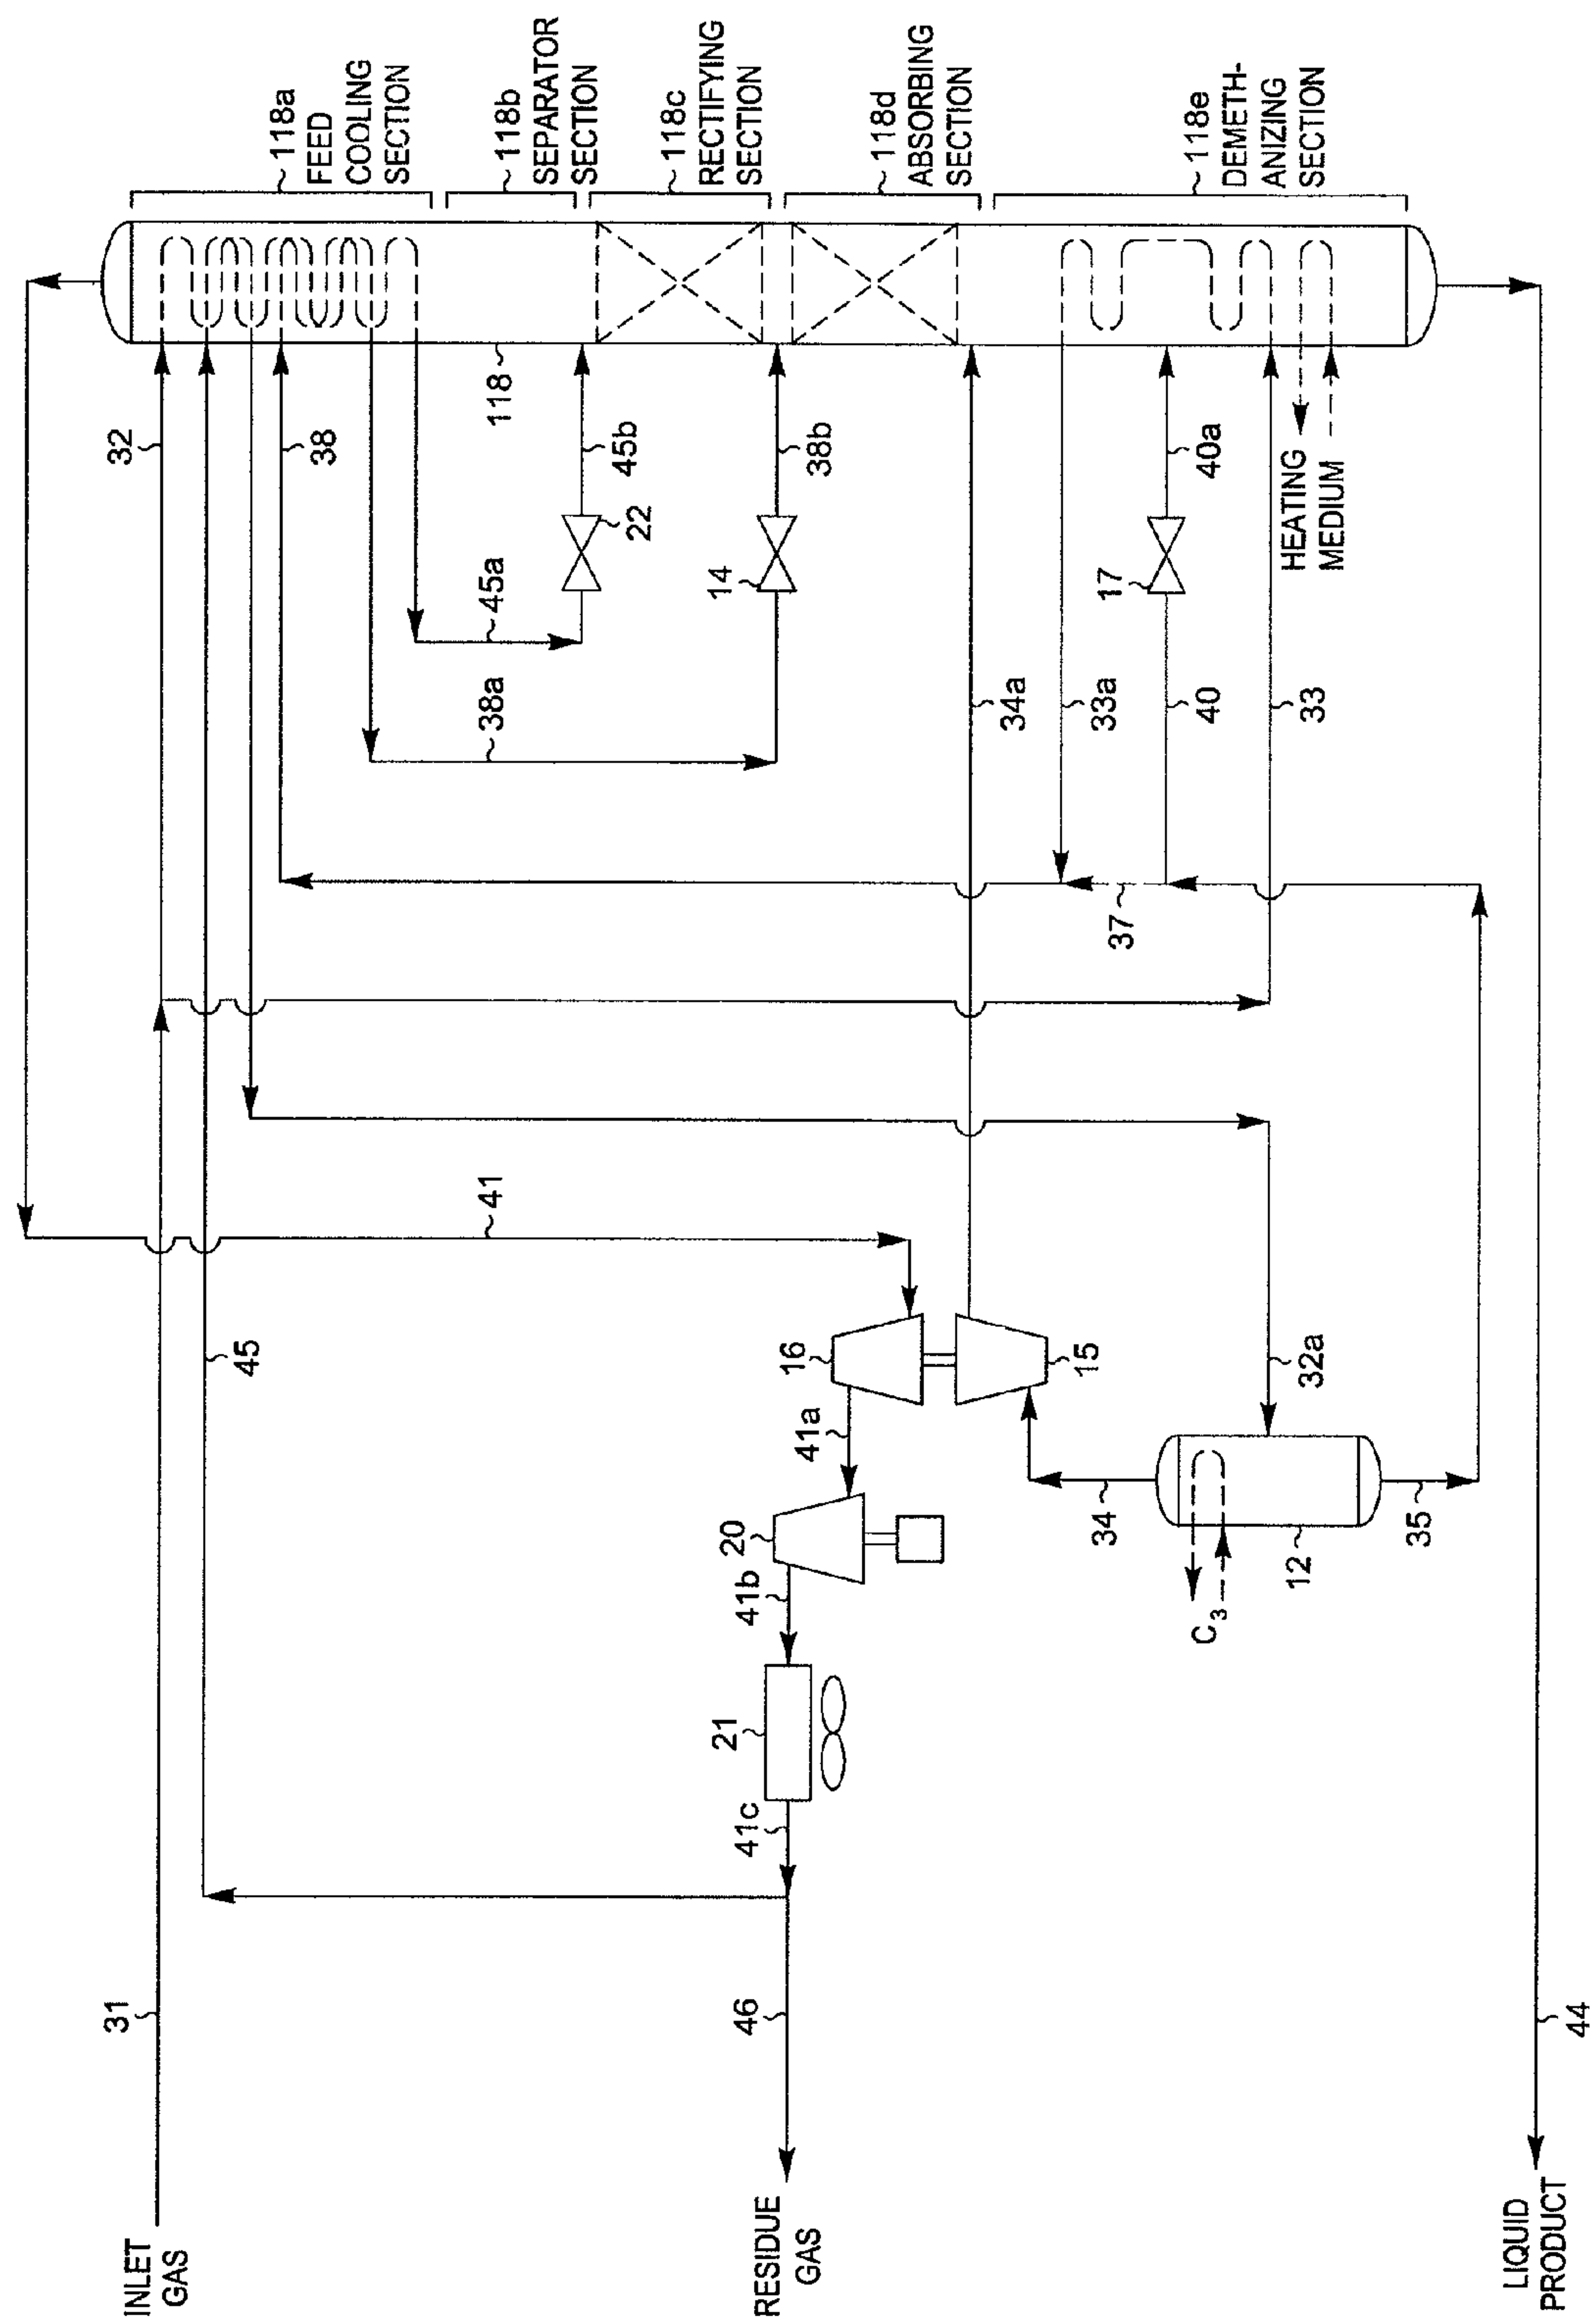 INLET
GAS
31
RESIDUE
GAS
46
LIQUID
PRODUCT
44
45
41c
21
41b
20
41a
16
15
41
C3
12
34
35
32a
32
38
38a
45a
22
45b
14
38b
118
34a
33a
37
40
17
40a
33
HEATING
MEDIUM
118a
FEED
COOLING
SECTION
118b
SEPARATOR
SECTION
118c
RECTIFYING
SECTION
118d
ABSORBING
SECTION
118e
DEMETH-
ANIZING
SECTION